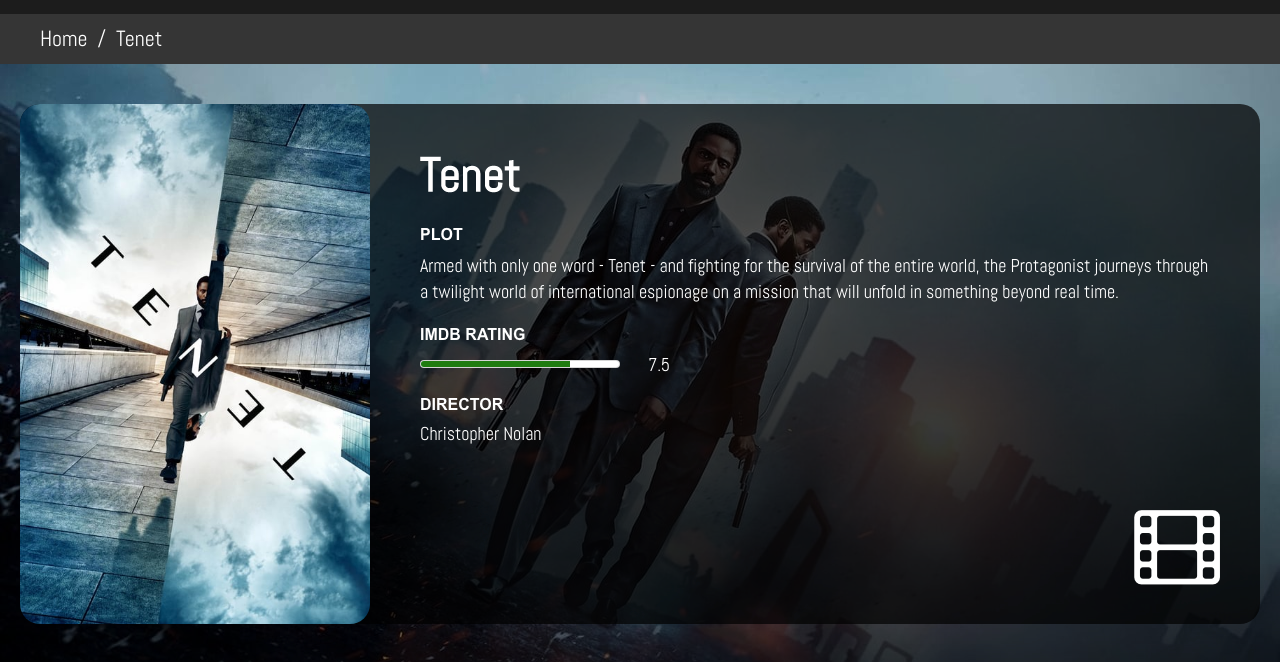 Home / Tenet
TENET
Tenet
PLOT
Armed with only one word - Tenet - and fighting for the survival of the entire world, the Protagonist journeys through
a twilight world of international espionage on a mission that will unfold in something beyond real time.
IMDB RATING
7.5
DIRECTOR
Christopher Nolan